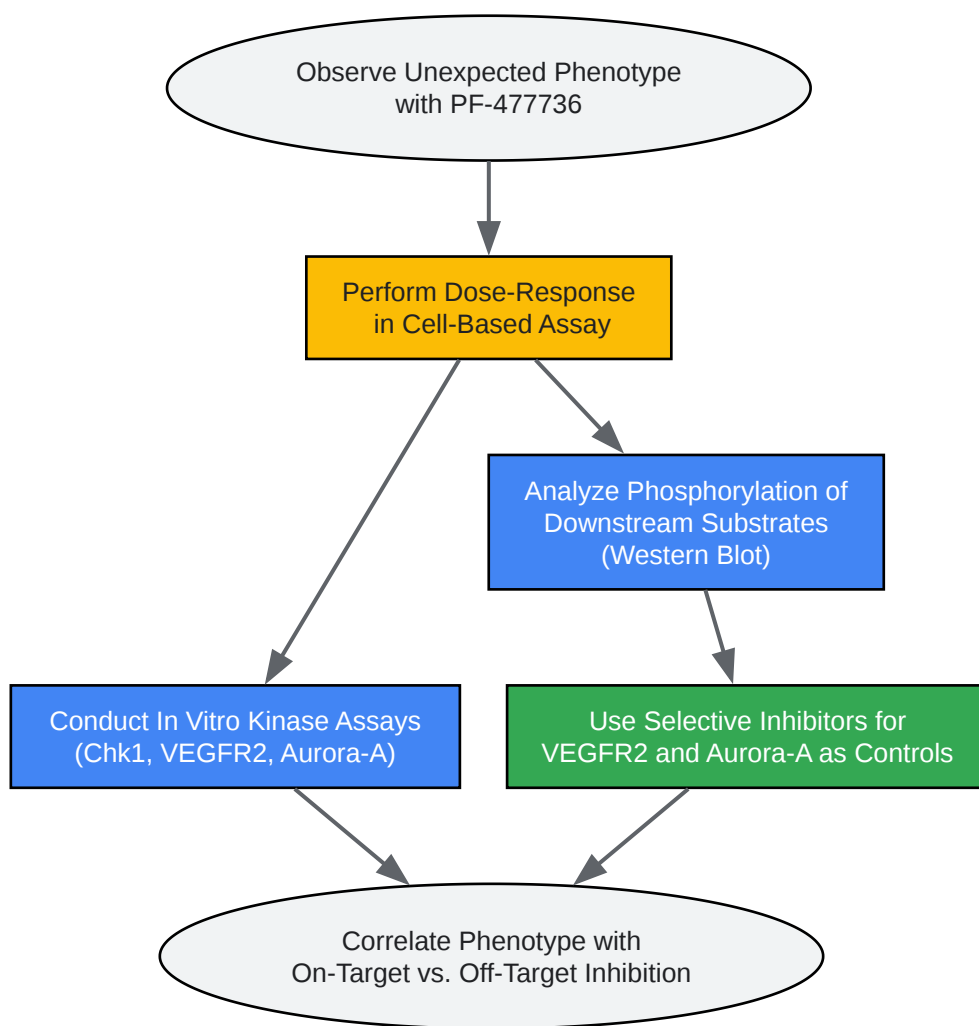 Observe Unexpected Phenotype
with PF-477736
Perform Dose-Response
in Cell-Based Assay
Analyze Phosphorylation of
Downstream Substrates
(Western Blot)
Conduct In Vitro Kinase Assays
(Chk1, VEGFR2, Aurora-A)
Use Selective Inhibitors for
VEGFR2 and Aurora-A as Controls
Correlate Phenotype with
On-Target vs. Off-Target Inhibition